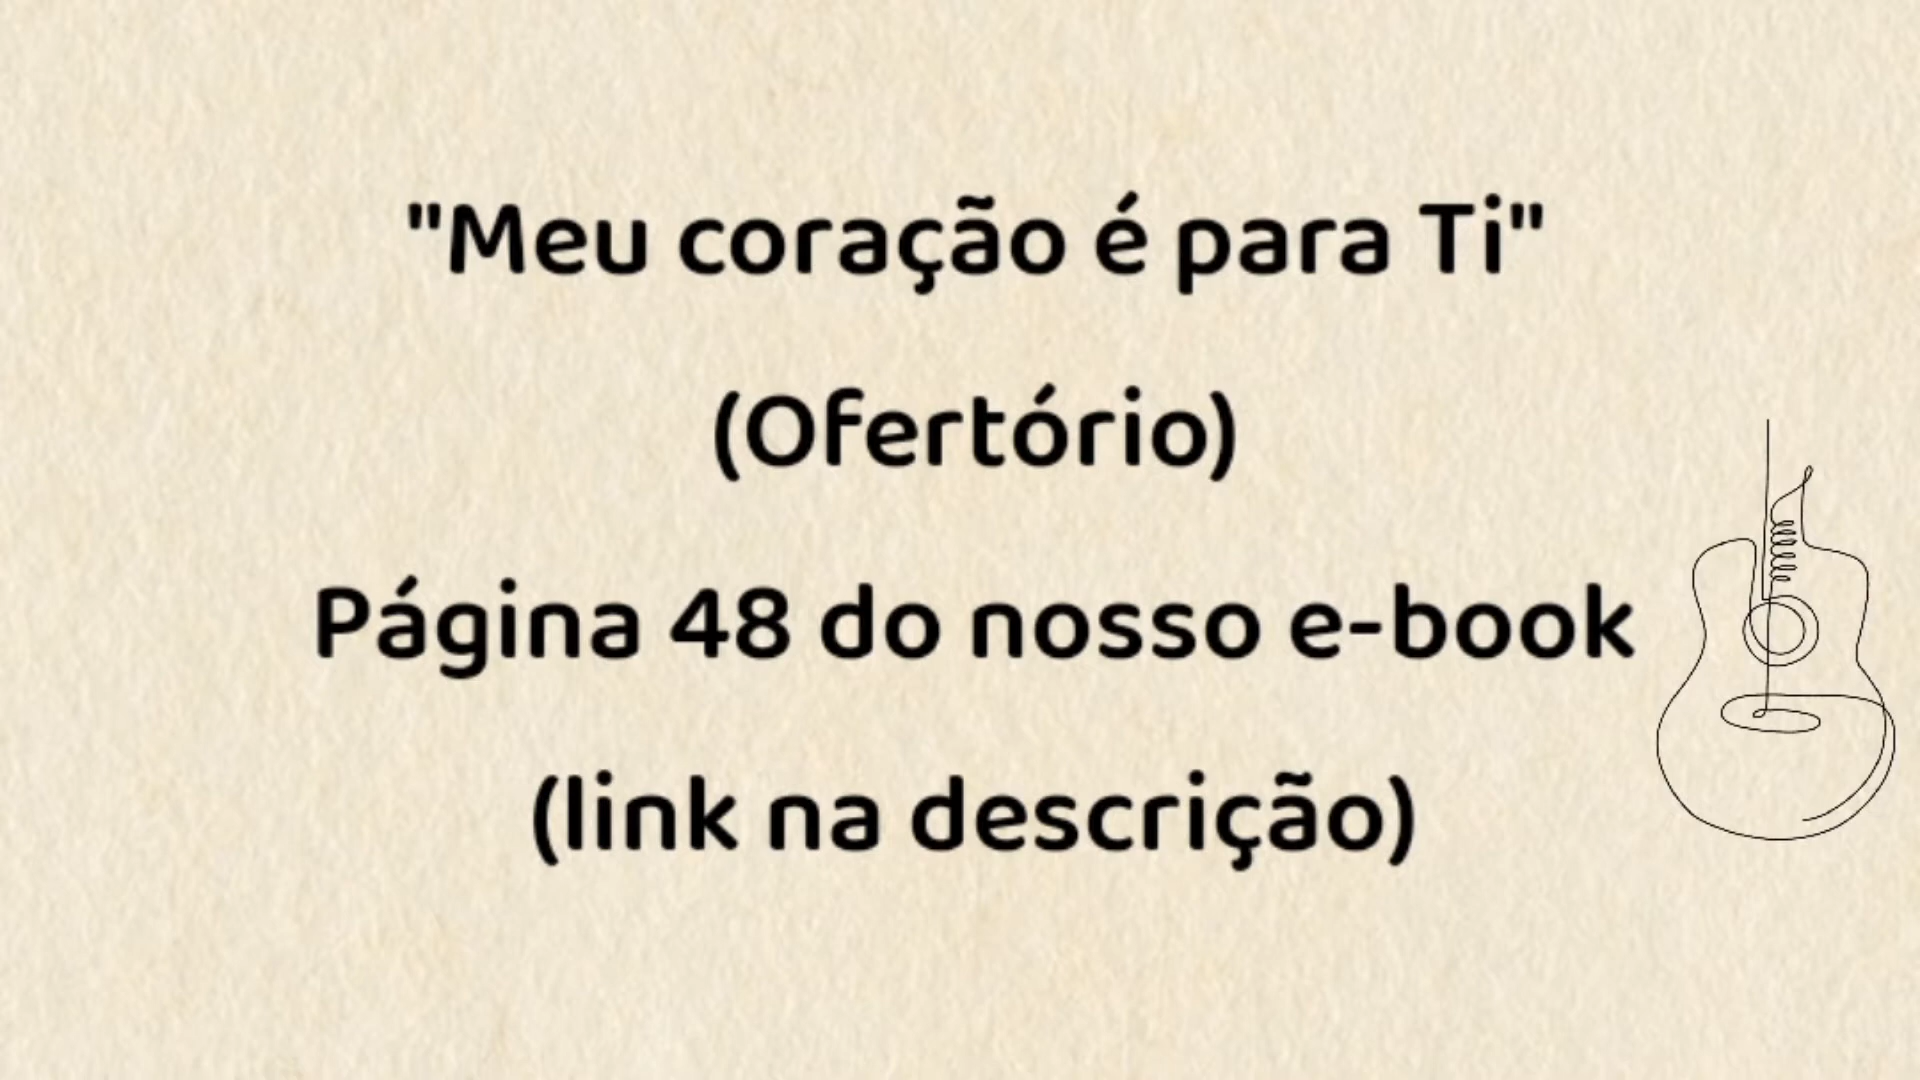 "Meu coração é para Ti"
(Ofertório)
Página 48 do nosso e-book
(link na descrição)